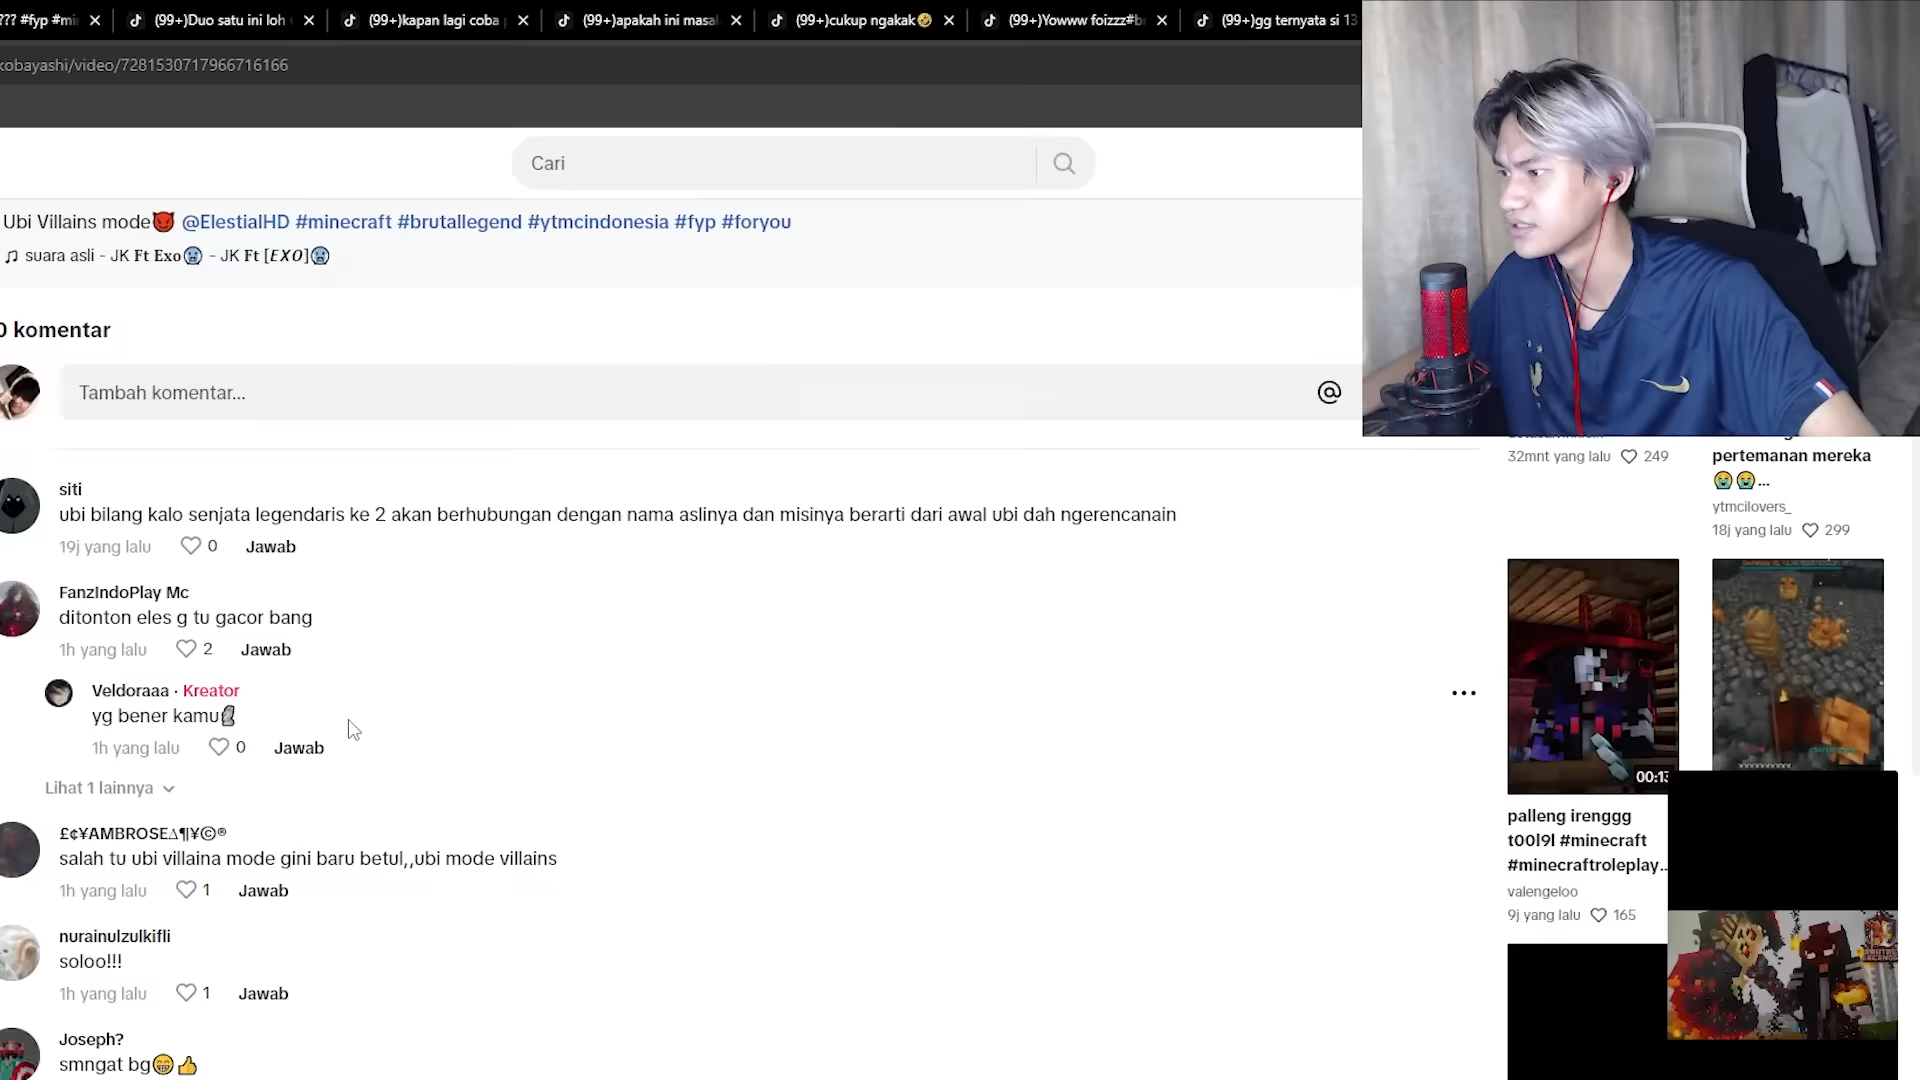 ??? #fyp #mi
(99+)Duo satu ini loh
(99+)kapan lagi coba
(99+)apakah ini masal
(99+)cukup ngakak🤣
(99+)Yowww foizzz#b
(99+)gg ternyata si 13
kobayashi/video/7281530717966716166
Cari
Ubi Villains mode😈 @ElestialHD #minecraft #brutallegend #ytmcindonesia #fyp #foryou
♫ suara asli - JK Ft Exo🥶 - JK Ft [EXO]🥶
0 komentar
Tambah komentar...
@
siti
ubi bilang kalo senjata legendaris ke 2 akan berhubungan dengan nama aslinya dan misinya berarti dari awal ubi dah ngerencanain
19j yang lalu 0 Jawab
FanzIndoPlay Mc
ditonton eles g tu gacor bang
1h yang lalu 2 Jawab
Veldoraaa · Kreator
yg bener kamu🗿
1h yang lalu 0 Jawab
Lihat 1 lainnya
£¢¥AMBROSE∆¶¥©®
salah tu ubi villaina mode gini baru betul,,ubi mode villains
1h yang lalu 1 Jawab
nurainulzulkifli
soloo!!!
1h yang lalu 1 Jawab
Joseph?
smngat bg😁👍
32mnt yang lalu 249
pertemanan mereka
😭😭...
ytmcilovers_
18j yang lalu 299
00:13
palleng irenggg
t00l9l #minecraft
#minecraftroleplay...
valengeloo
9j yang lalu 165